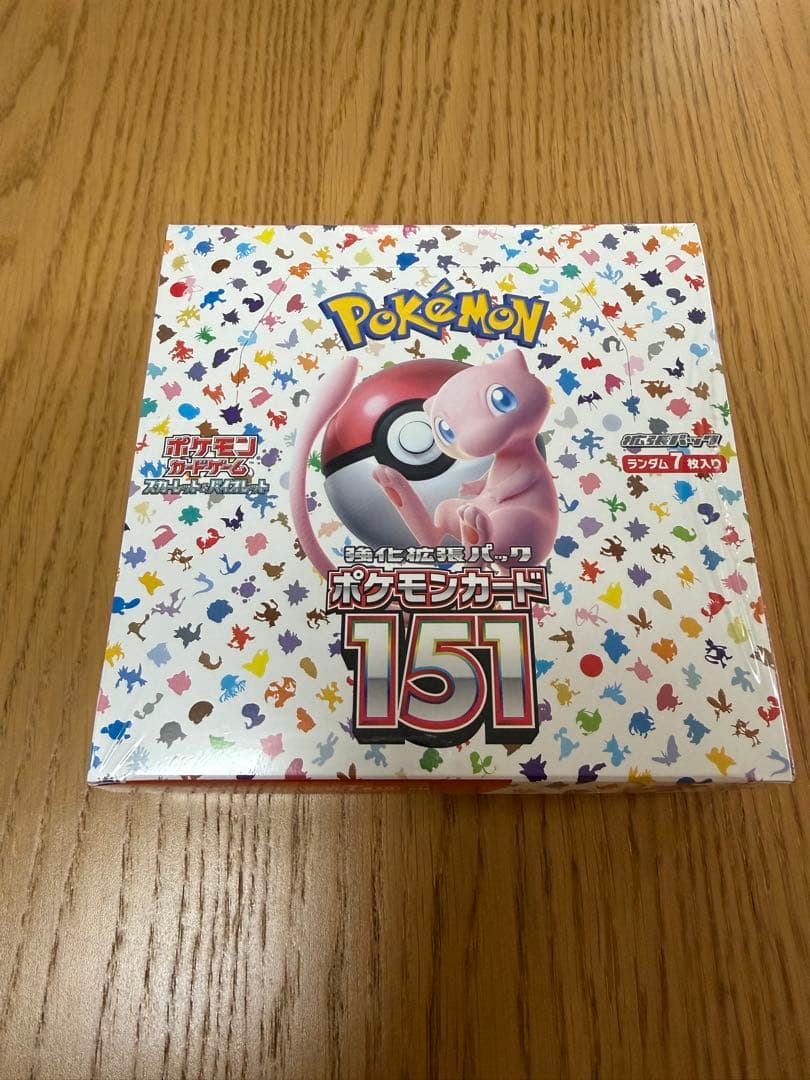 POKÉMON
ポケモン
カードゲーム
スカーレット&バイオレット
拡張パック
ランダム7枚入り
強化拡張パック
ポケモンカード
151